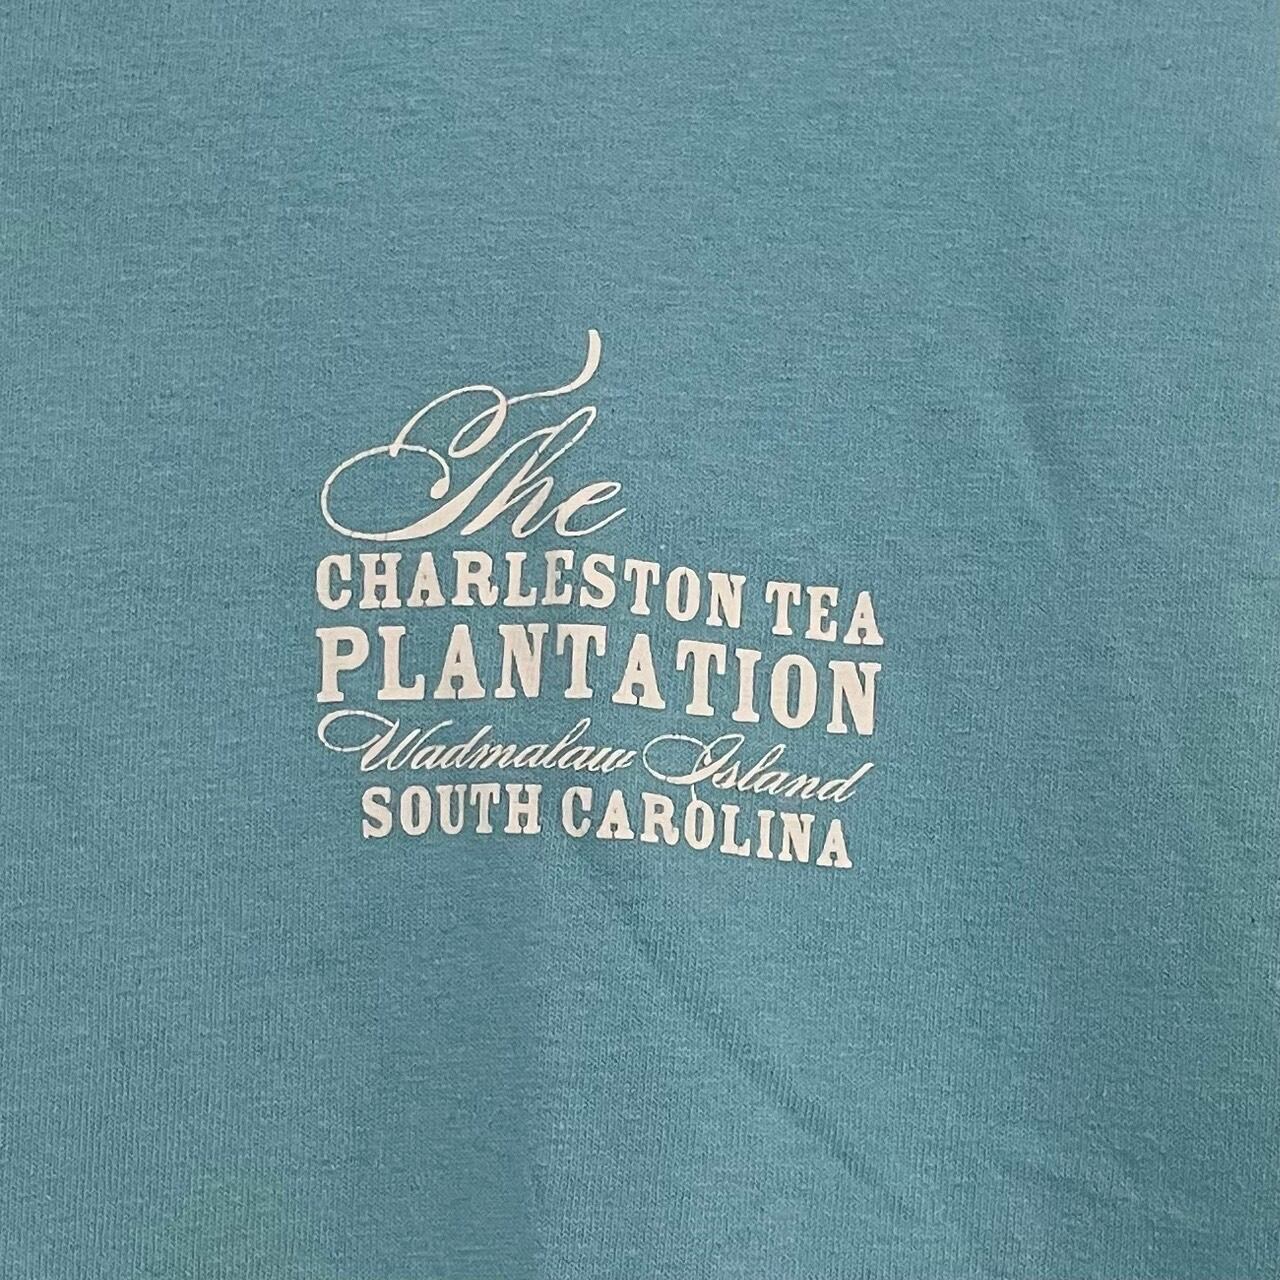 The
CHARLESTON TEA
PLANTATION
Wadmalaw Island
SOUTH CAROLINA